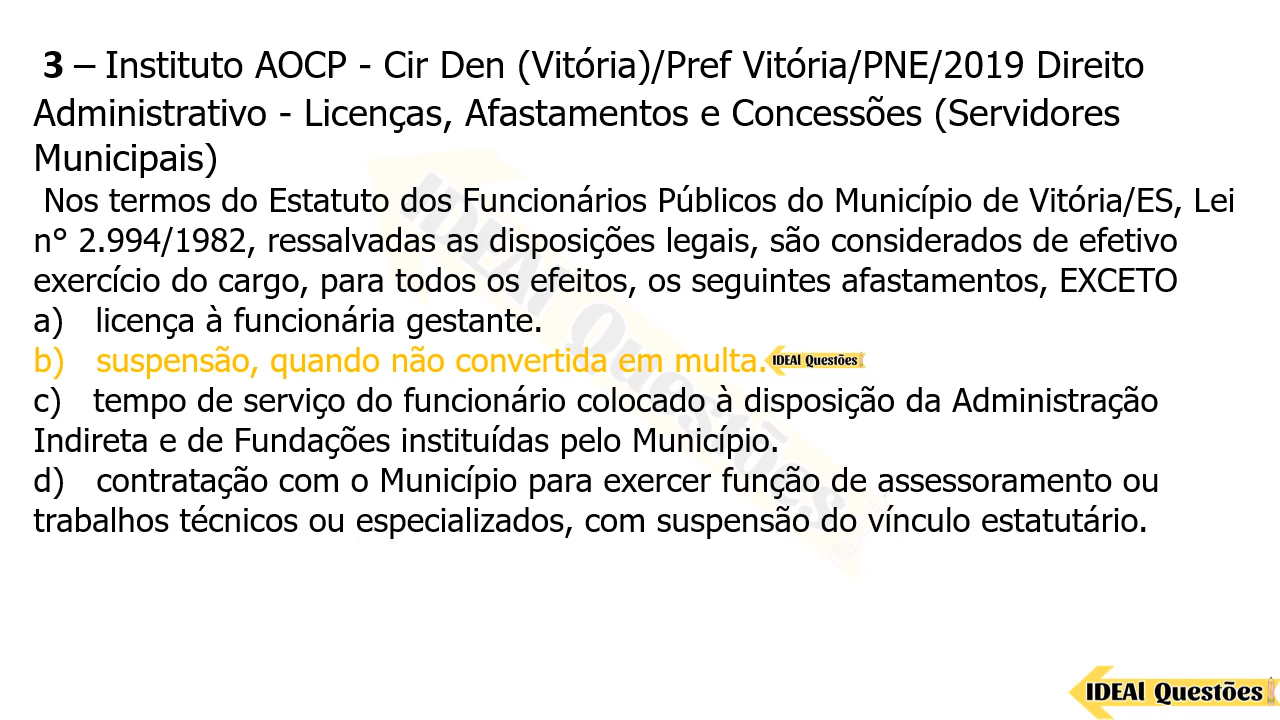 3 – Instituto AOCP - Cir Den (Vitória)/Pref Vitória/PNE/2019 Direito
Administrativo - Licenças, Afastamentos e Concessões (Servidores
Municipais)
Nos termos do Estatuto dos Funcionários Públicos do Município de Vitória/ES, Lei
n° 2.994/1982, ressalvadas as disposições legais, são considerados de efetivo
exercício do cargo, para todos os efeitos, os seguintes afastamentos, EXCETO
a) licença à funcionária gestante.
b) suspensão, quando não convertida em multa. IDEAl Questões
c) tempo de serviço do funcionário colocado à disposição da Administração
Indireta e de Fundações instituídas pelo Município.
d) contratação com o Município para exercer função de assessoramento ou
trabalhos técnicos ou especializados, com suspensão do vínculo estatutário.
IDEAl Questões
IDEAl Questões